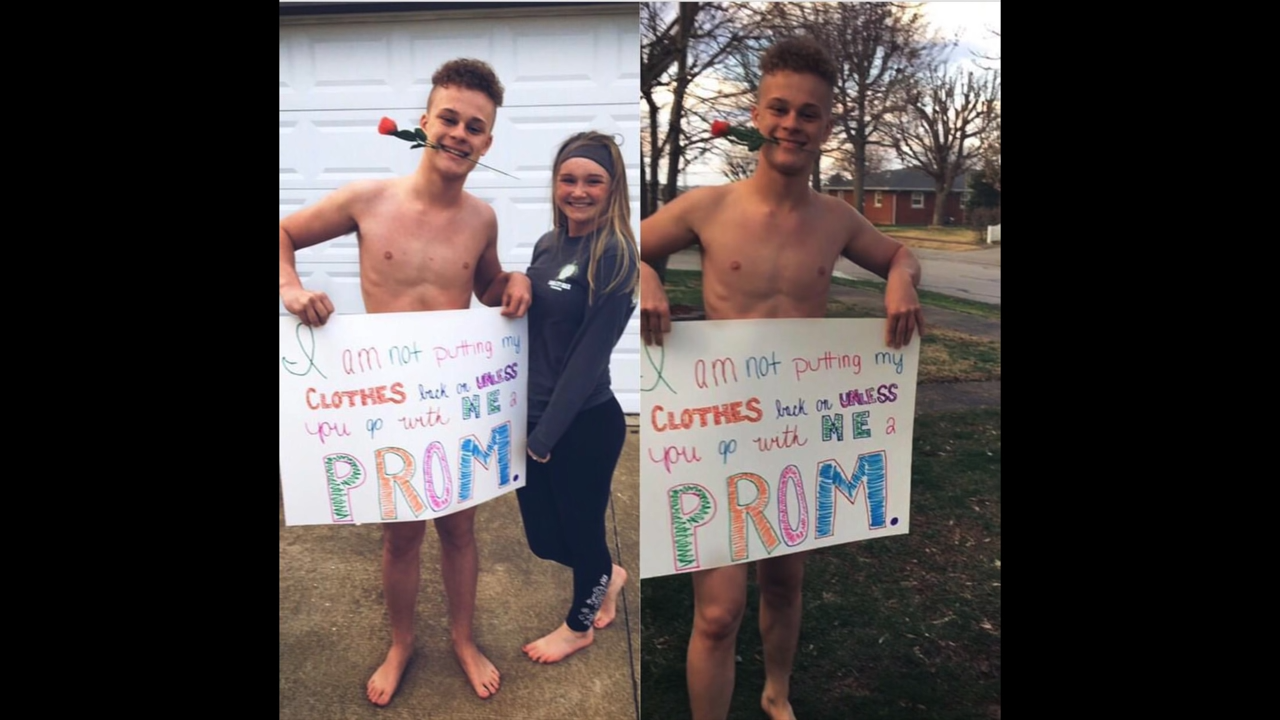 I am not putting my
CLOTHES back on UNLESS
you go with ME 2
PROM.
I am not putting my
CLOTHES back on UNLESS
you go with ME 2
PROM.